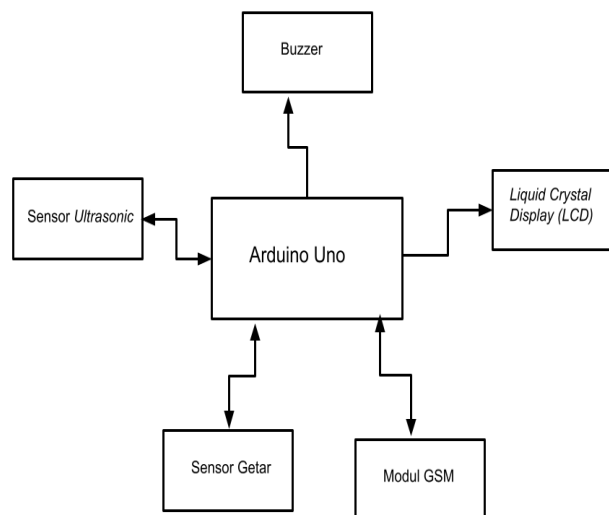 Buzzer
Sensor Ultrasonic
Liquid Crystal
Display (LCD)
Arduino Uno
Sensor Getar
Modul GSM